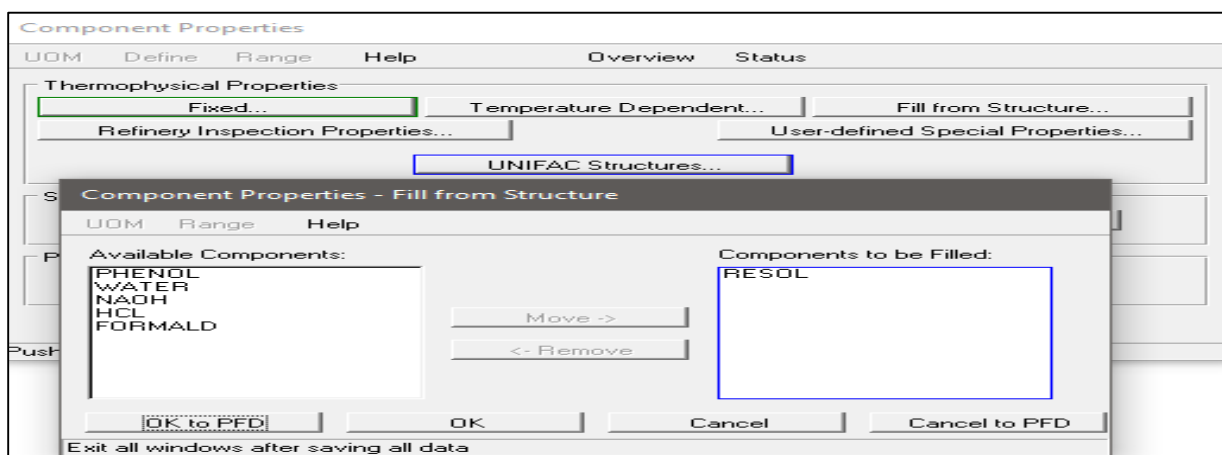 Component Properties
UOM Define Range Help Overview Status
Thermophysical Properties
Fixed... Temperature Dependent... Fill from Structure...
Refinery Inspection Properties... User-defined Special Properties...
UNIFAC Structures...
S
Component Properties - Fill from Structure
UOM Range Help
P
Available Components: Components to be Filled:
PHENOL RESOL
WATER
NAOH
HCL
FORMALD
Move ->
<- Remove
Push
OK to PFD OK Cancel Cancel to PFD
Exit all windows after saving all data